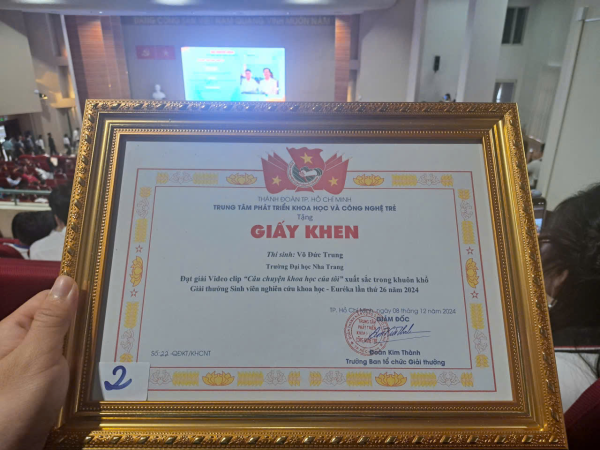 THÀNH ĐOÀN TP. HỒ CHÍ MINH
TRUNG TÂM PHÁT TRIỂN KHOA HỌC VÀ CÔNG NGHỆ TRẺ
Tặng
GIẤY KHEN
Thí sinh: Võ Đức Trung
Trường Đại học Nha Trang
Đạt giải Video clip "Câu chuyện khoa học của tôi" xuất sắc trong khuôn khổ
Giải thưởng Sinh viên nghiên cứu khoa học - Euréka lần thứ 26 năm 2024
TP. Hồ Chí Minh, ngày 08 tháng 12 năm 2024
GIÁM ĐỐC
Đoàn Kim Thành
Trưởng Ban tổ chức Giải thưởng
2